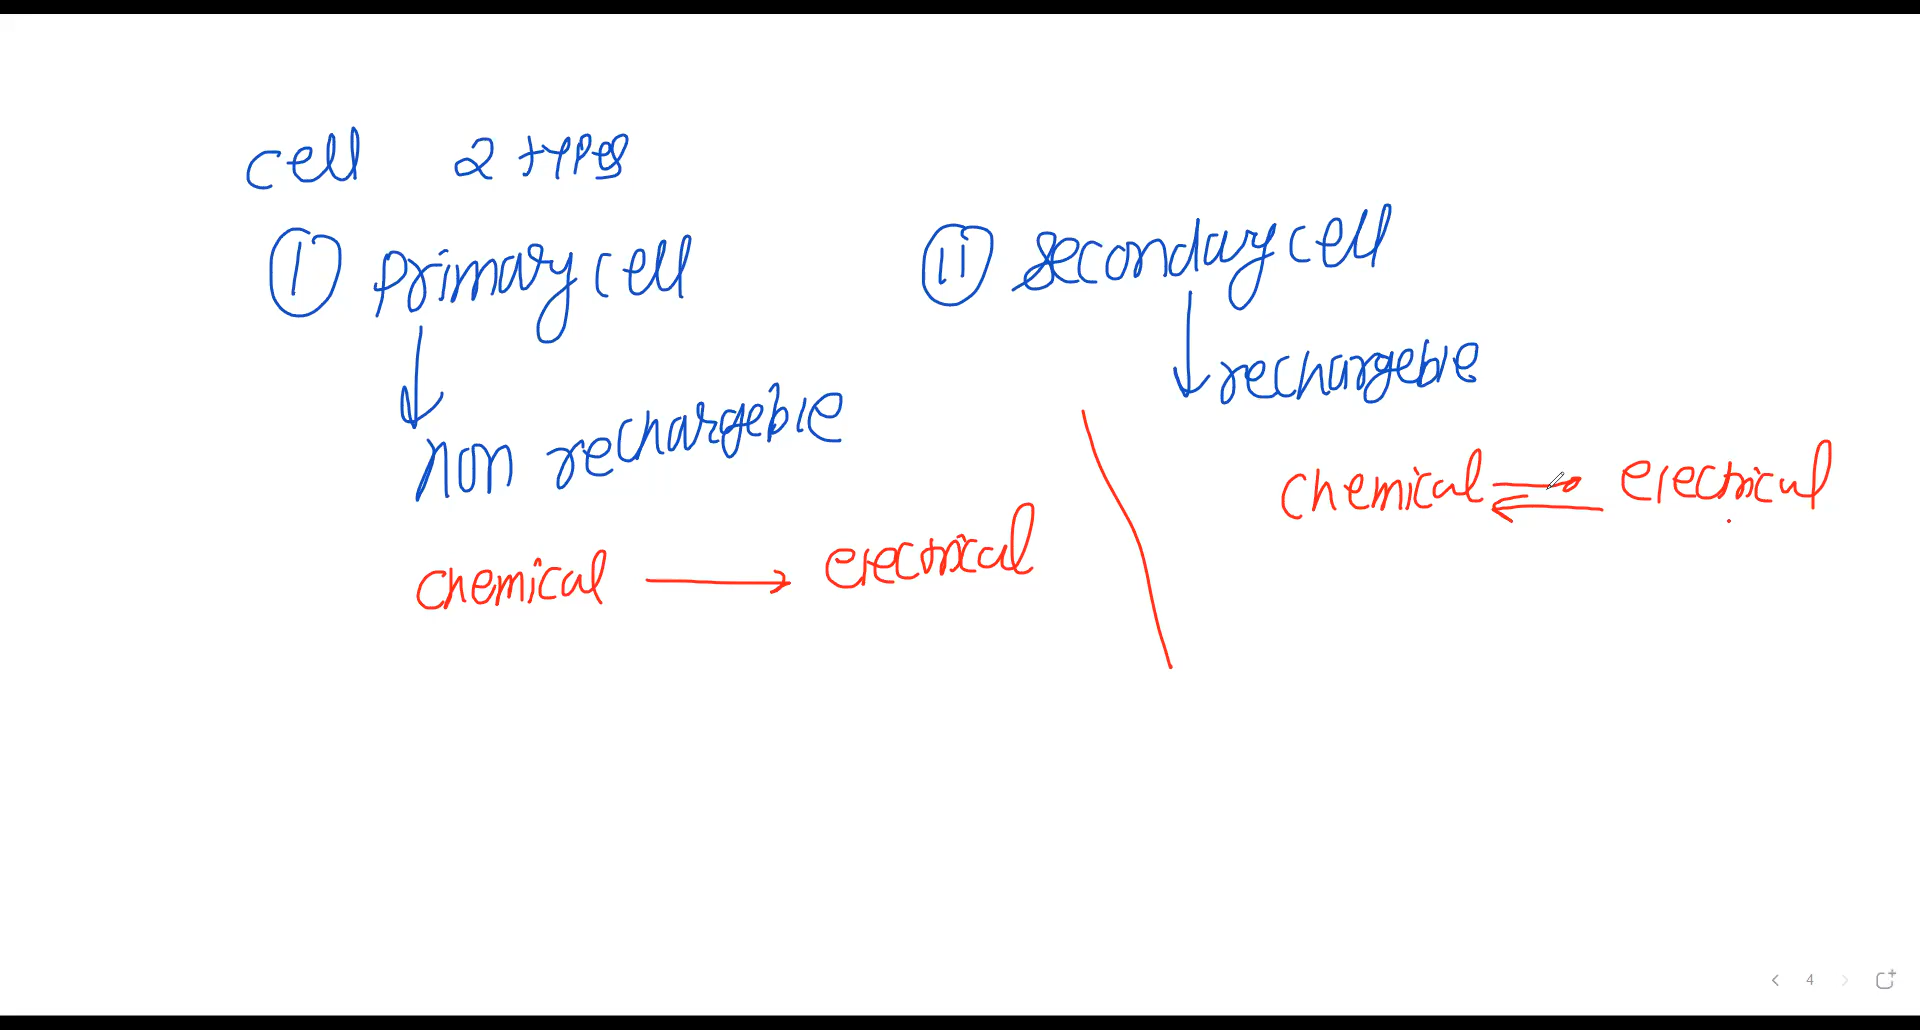 cell 2 types
(I) Primary cell
(II) secondary cell
↓ non rechargeble
↓ rechargeble
chemical → electrical
chemical ⇌ electrical
4